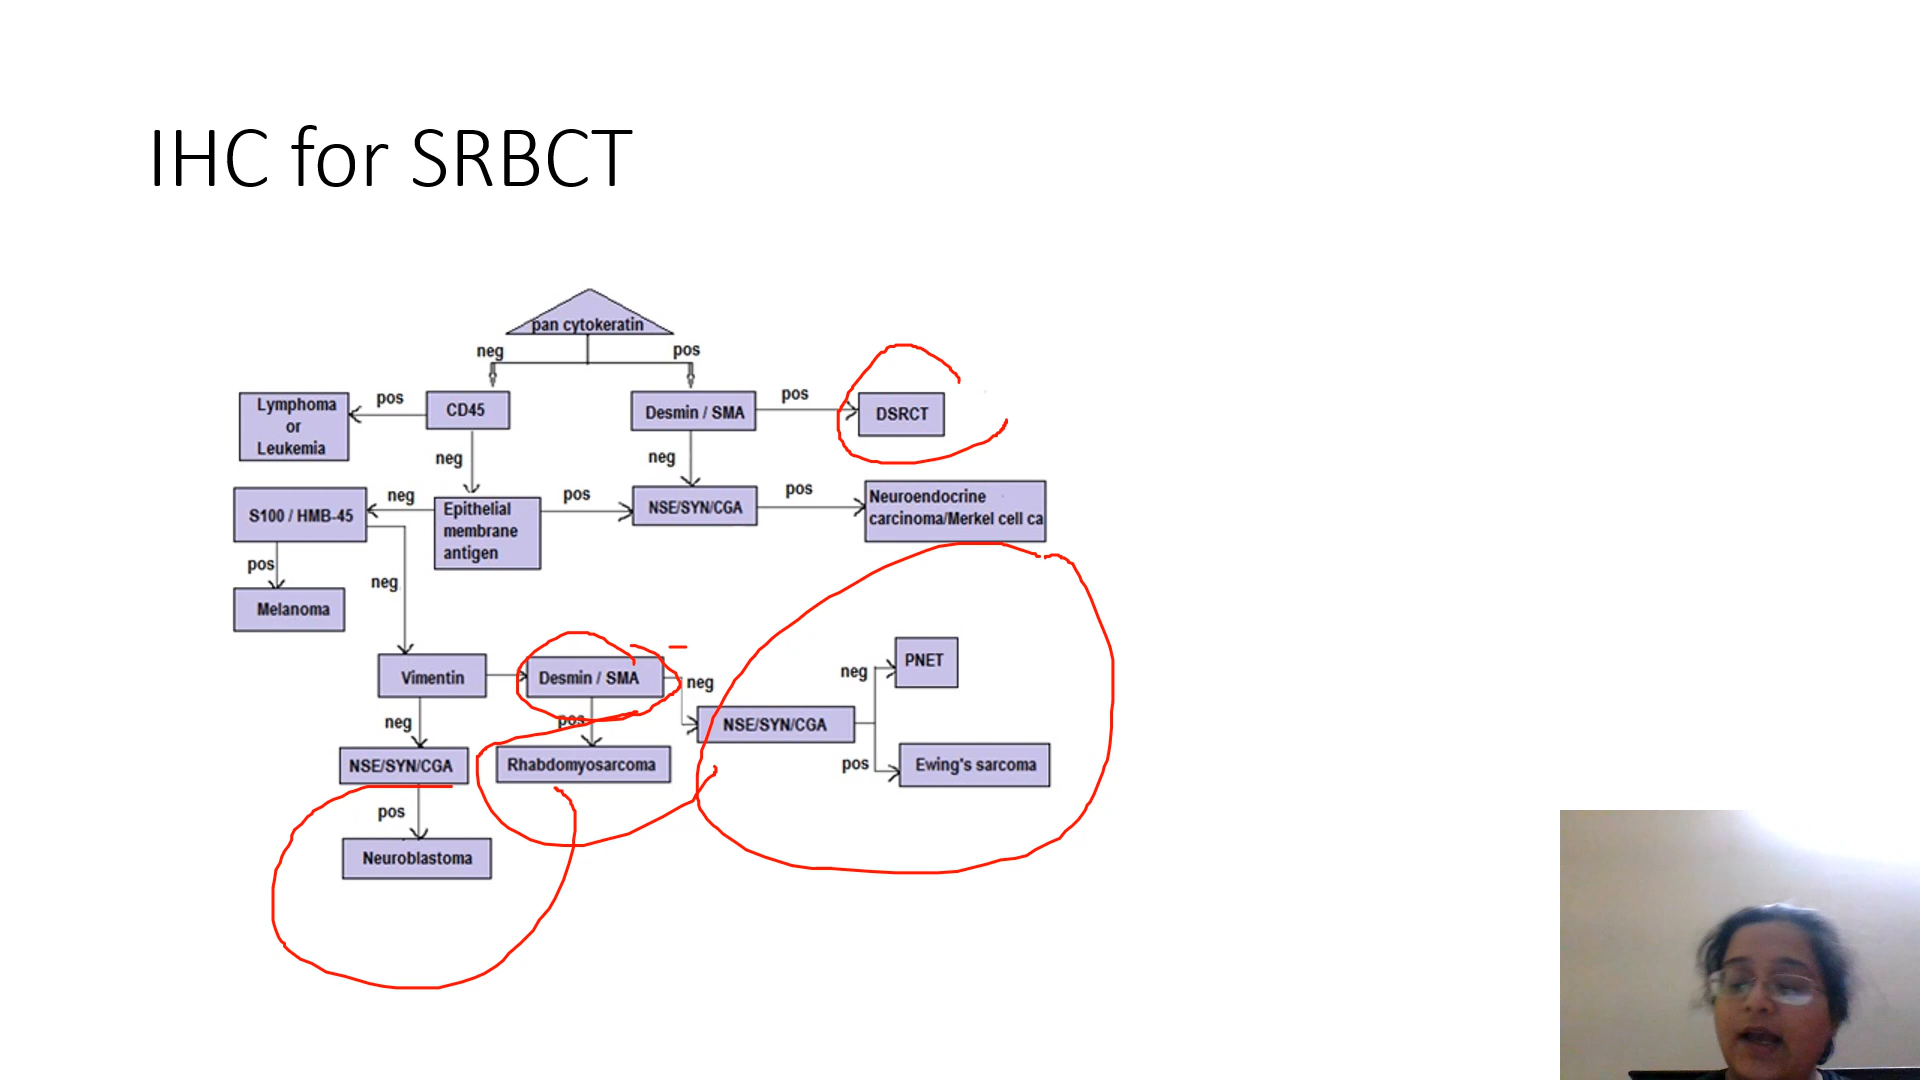 IHC for SRBCT
pan cytokeratin
neg
pos
Lymphoma
or
Leukemia
pos
CD45
Desmin / SMA
pos
DSRCT
neg
neg
S100 / HMB-45
neg
Epithelial
membrane
antigen
pos
NSE/SYN/CGA
pos
Neuroendocrine
carcinoma/Merkel cell ca
pos
neg
Melanoma
Vimentin
Desmin / SMA
neg
neg
PNET
neg
pos
NSE/SYN/CGA
NSE/SYN/CGA
Rhabdomyosarcoma
pos
Ewing's sarcoma
pos
Neuroblastoma